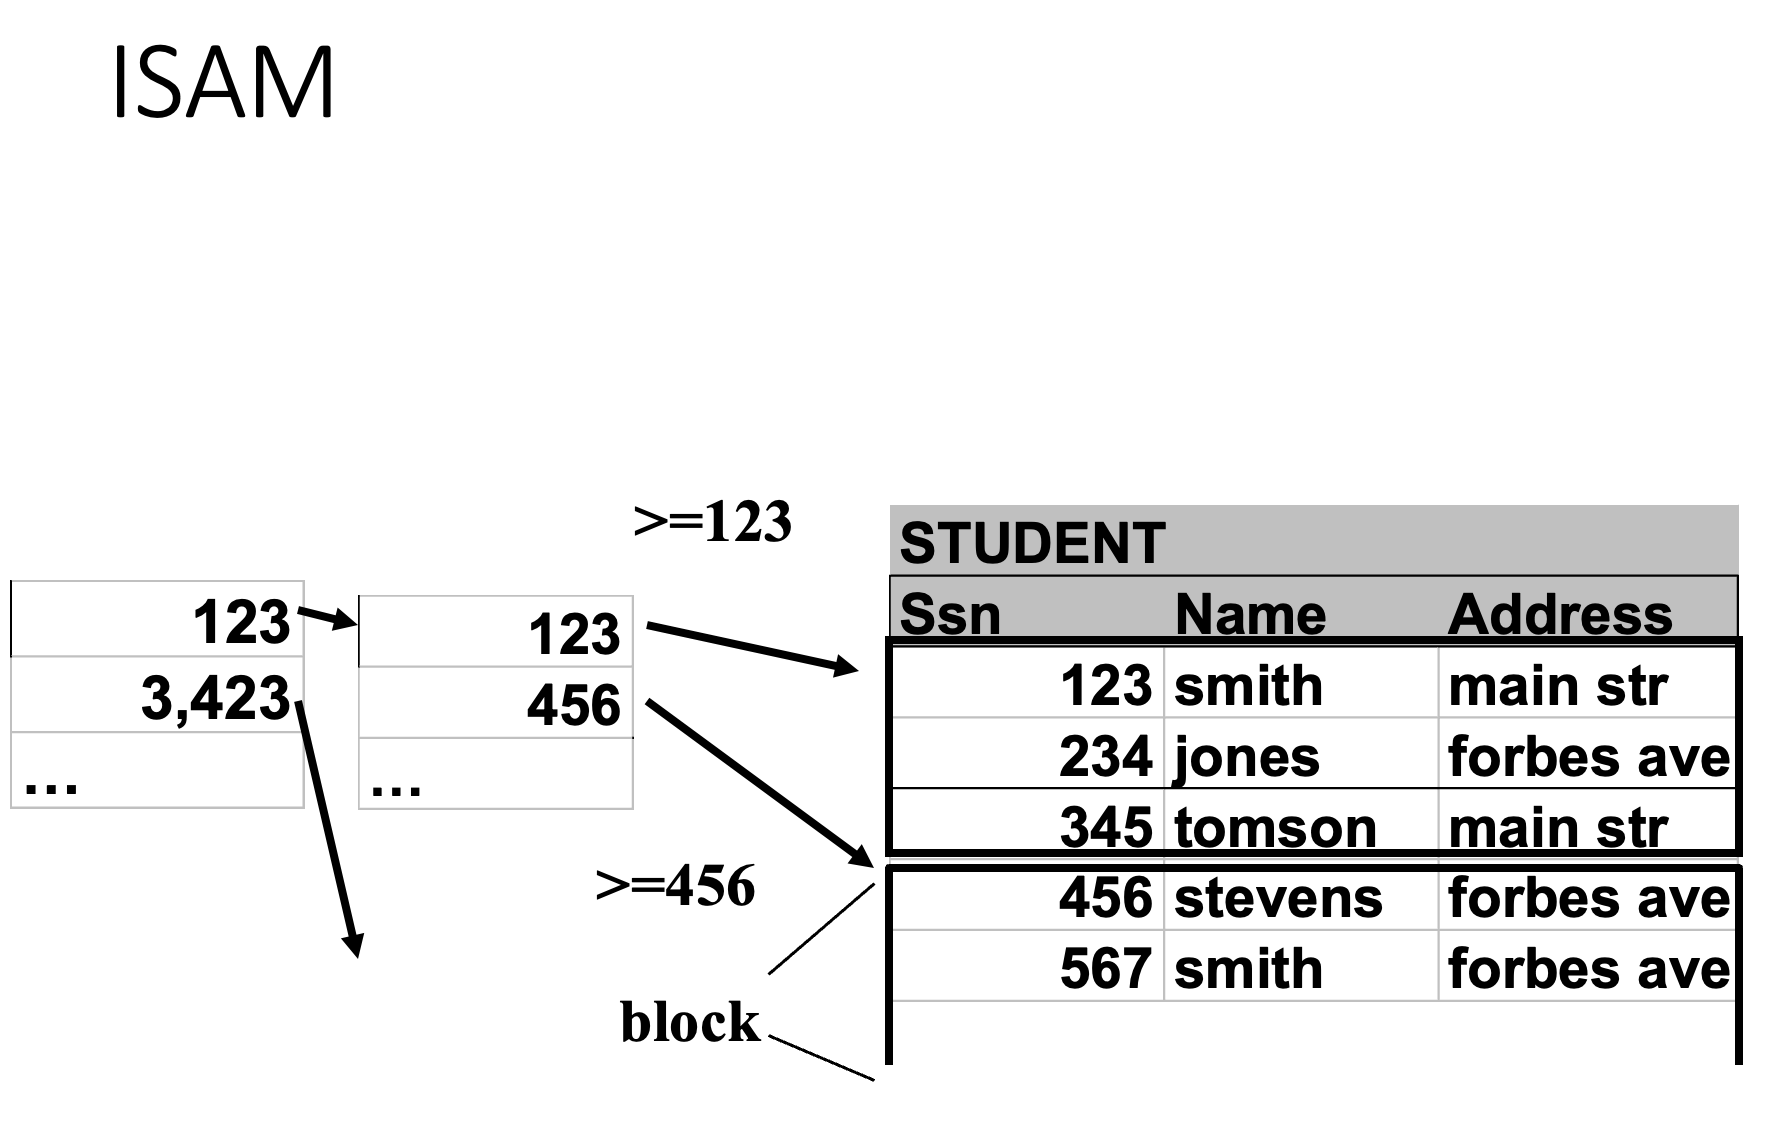 ISAM
>=123
123
3,423
...
123
456
...
>=456
block
STUDENT
Ssn Name Address
123 smith main str
234 jones forbes ave
345 tomson main str
456 stevens forbes ave
567 smith forbes ave